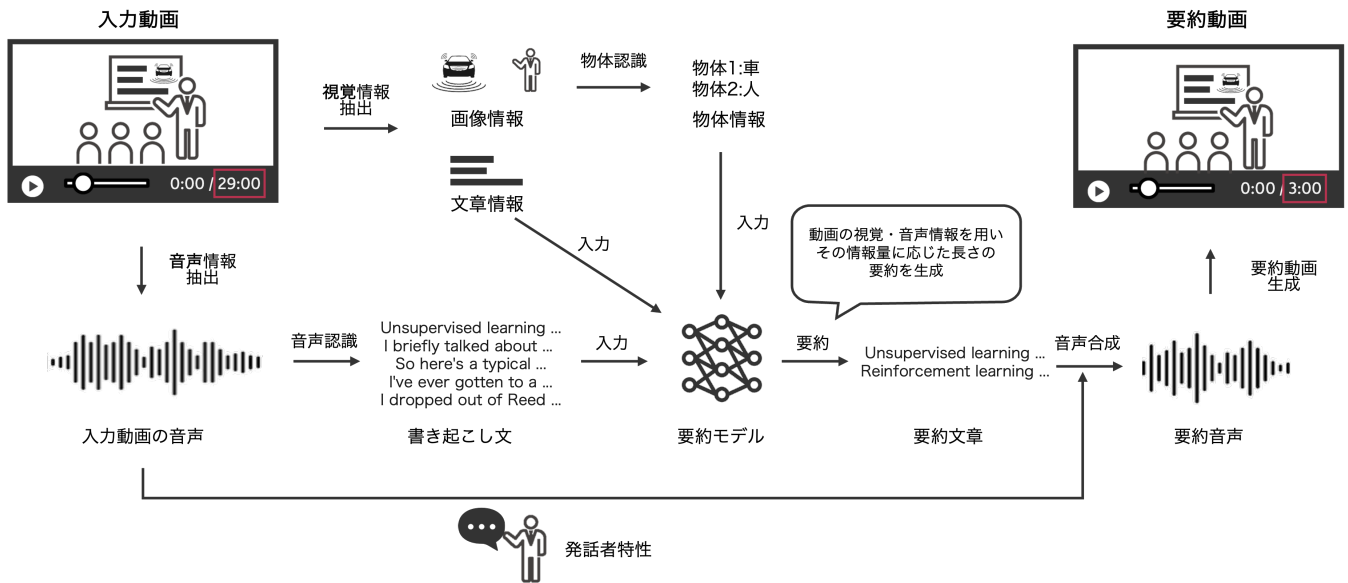 入力動画
0:00 / 29:00
視覚情報
抽出
画像情報
文章情報
物体認識
物体1:車
物体2:人
物体情報
要約動画
0:00 / 3:00
入力
入力
動画の視覚・音声情報を用い
その情報量に応じた長さの
要約を生成
音声情報
抽出
要約動画
生成
音声認識
Unsupervised learning ...
I briefly talked about ...
So here's a typical ...
I've ever gotten to a ...
I dropped out of Reed ...
入力
要約
Unsupervised learning ...
Reinforcement learning ...
音声合成
入力動画の音声
書き起こし文
要約モデル
要約文章
要約音声
発話者特性